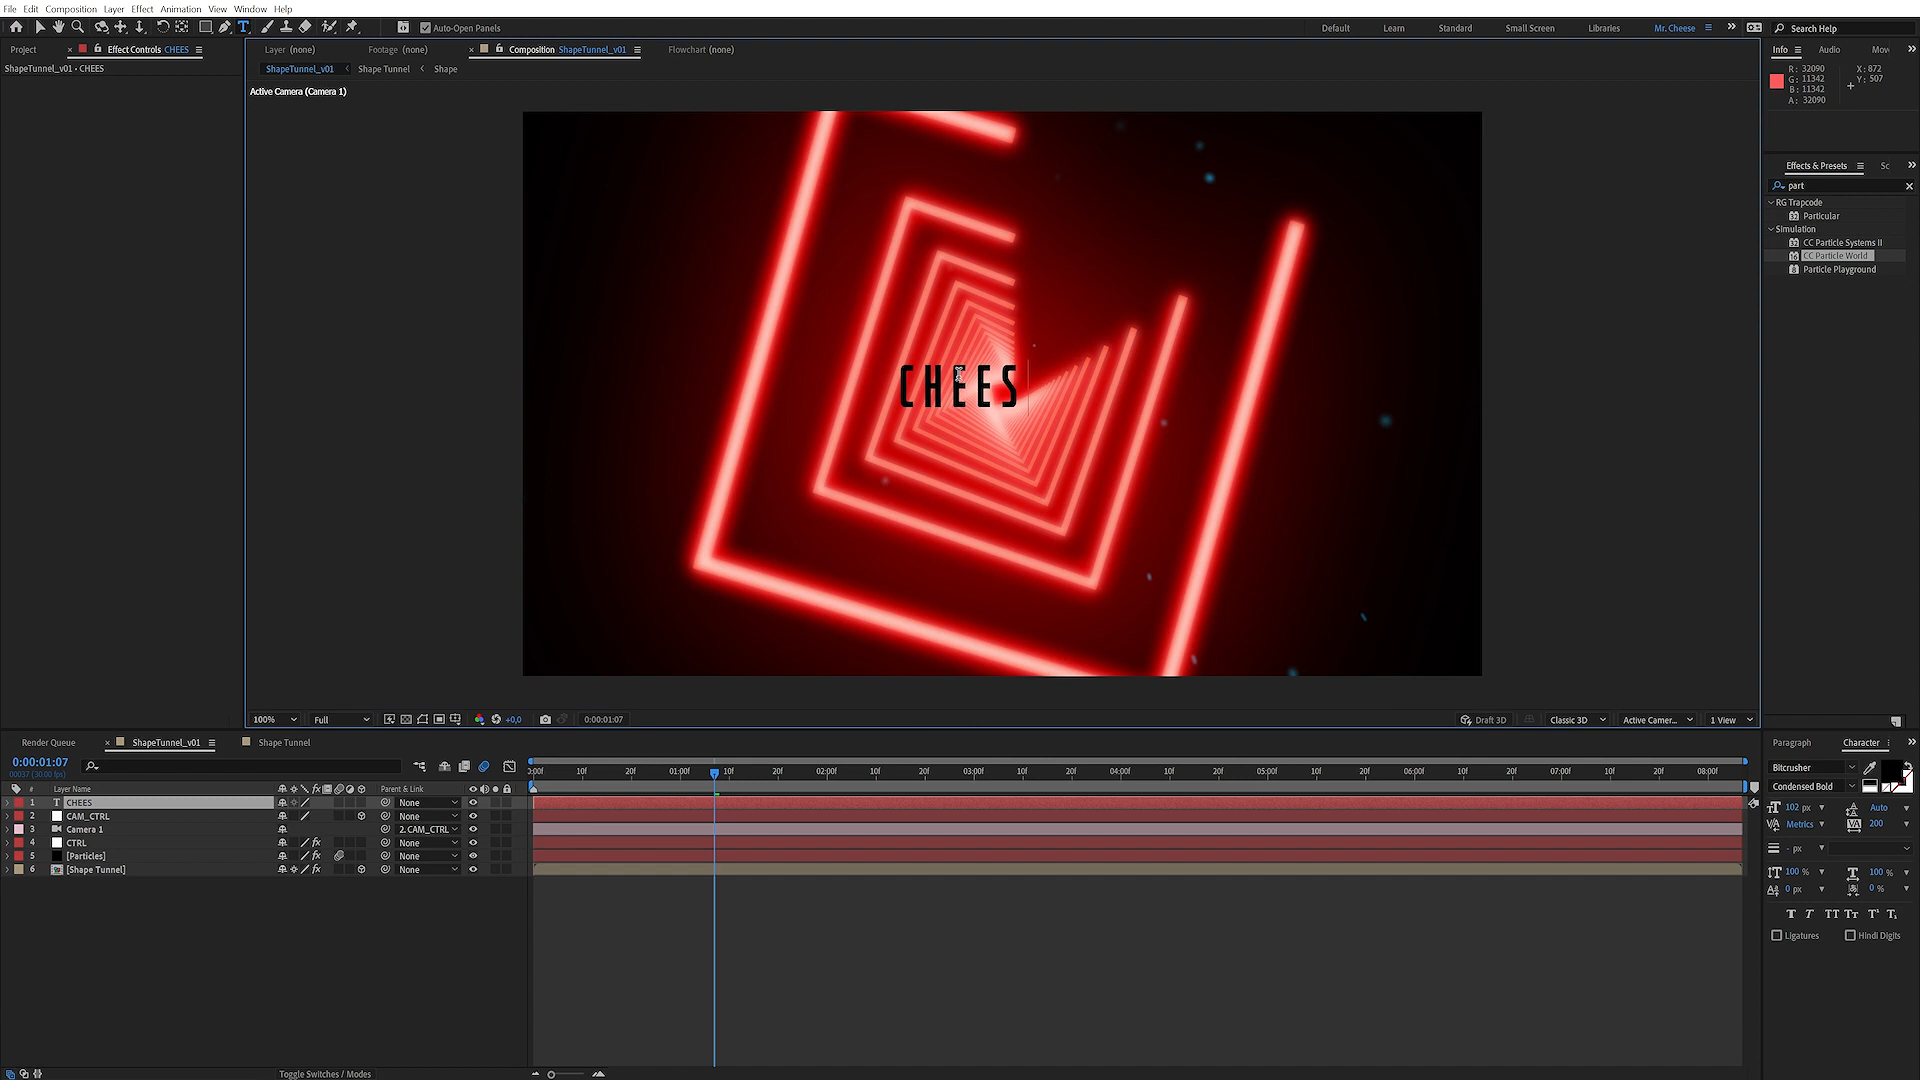 File Edit Composition Layer Effect Animation View Window Help
Auto-Open Panels
Default Learn Standard Small Screen Libraries Mr. Cheese Search Help
Project Effect Controls CHEES
ShapeTunnel_v01 • CHEES
Layer (none) Footage (none) Composition ShapeTunnel_v01 Flowchart (none)
ShapeTunnel_v01 Shape Tunnel Shape
Active Camera (Camera 1)
CHEES
100% Full +0,0 0:00:01:07 Draft 3D Classic 3D Active Camer... 1 View
Info Audio Mov
R: 32090
G: 11342
B: 11342
A: 32090
X: 872
Y: 507
Effects & Presets Sc
part
RG Trapcode
Particular
Simulation
CC Particle Systems II
CC Particle World
Particle Playground
Render Queue ShapeTunnel_v01 Shape Tunnel
0:00:01:07
00037 (30.00 fps)
:00f 10f 20f 01:00f 10f 20f 02:00f 10f 20f 03:00f 10f 20f 04:00f 10f 20f 05:00f 10f 20f 06:00f 10f 20f 07:00f 10f 20f 08:00f
# Layer Name fx Parent & Link
1 T CHEES None
2 CAM_CTRL None
3 Camera 1 2. CAM_CTRL
4 CTRL fx None
5 [Particles] fx None
6 [Shape Tunnel] fx None
Toggle Switches / Modes
Paragraph Character
Bitcrusher
Condensed Bold
102 px Auto
Metrics 200
- px
100 % 100 %
0 px 0 %
T T TT Tт T¹ T₁
Ligatures Hindi Digits